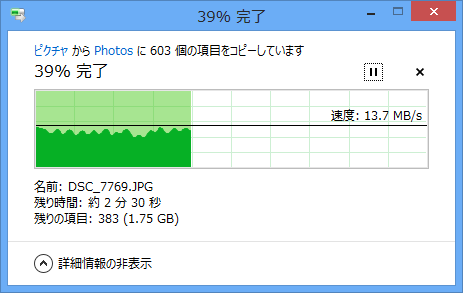 39% 完了
ピクチャ から Photos に 603 個の項目をコピーしています
39% 完了
速度: 13.7 MB/s
名前: DSC_7769.JPG
残り時間: 約 2 分 30 秒
残りの項目: 383 (1.75 GB)
詳細情報の非表示